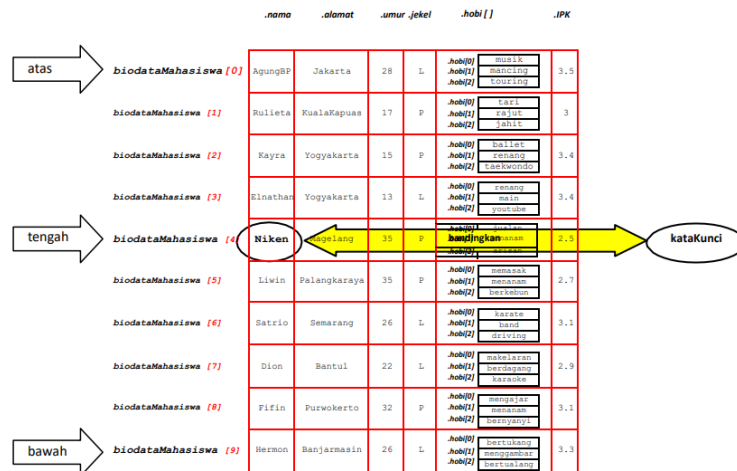 .nama .alamat .umur .jekel .hobi [ ] .IPK
atas biodataMahasiswa [0] AgungBP Jakarta 28 L .hobi[0] musik 3.5
.hobi[1] mancing
.hobi[2] touring
biodataMahasiswa [1] Rulieta KualaKapuas 17 P .hobi[0] tari 3
.hobi[1] rajut
.hobi[2] jahit
biodataMahasiswa [2] Kayra Yogyakarta 15 P .hobi[0] ballet 3.4
.hobi[1] renang
.hobi[2] taekwondo
biodataMahasiswa [3] Elnathan Yogyakarta 13 L .hobi[0] renang 3.4
.hobi[1] main
.hobi[2] youtube
tengah biodataMahasiswa [4] Niken Magelang 35 P .hobi[0] bandingkan 2.5 kataKunci
.hobi[2]
biodataMahasiswa [5] Liwin Palangkaraya 35 P .hobi[0] memasak 2.7
.hobi[1] menanam
.hobi[2] berkebun
biodataMahasiswa [6] Satrio Semarang 26 L .hobi[0] karate 3.1
.hobi[1] band
.hobi[2] driving
biodataMahasiswa [7] Dion Bantul 22 L .hobi[0] makelaran 2.9
.hobi[1] berdagang
.hobi[2] karaoke
biodataMahasiswa [8] Fifin Purwokerto 32 P .hobi[0] mengajar 3.1
.hobi[1] menanam
.hobi[2] bernyanyi
bawah biodataMahasiswa [9] Hermon Banjarmasin 26 L .hobi[0] bertukang 3.3
.hobi[1] menggambar
.hobi[2] bertualang